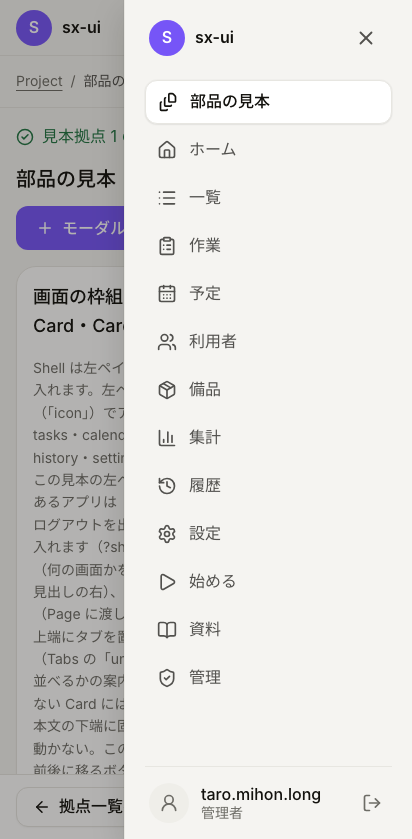 S sx-ui
Project / 部品の
見本拠点 1
部品の見本
+ モーダル
画面の枠組
Card・Car
Shell は左ペイ
入れます。左ペ
（「icon」）でア
tasks・calend
history・settin
この見本の左ペ
あるアプリは
ログアウトを出
入れます（?sh
（何の画面かを
見出しの右）、
（Page に渡し
上端にタブを置
（Tabs の「un
並べるかの案内
ない Card には
本文の下端に固
動かない。この
前後に移るボタ
← 拠点一覧
S sx-ui
部品の見本
ホーム
一覧
作業
予定
利用者
備品
集計
履歴
設定
始める
資料
管理
taro.mihon.long
管理者